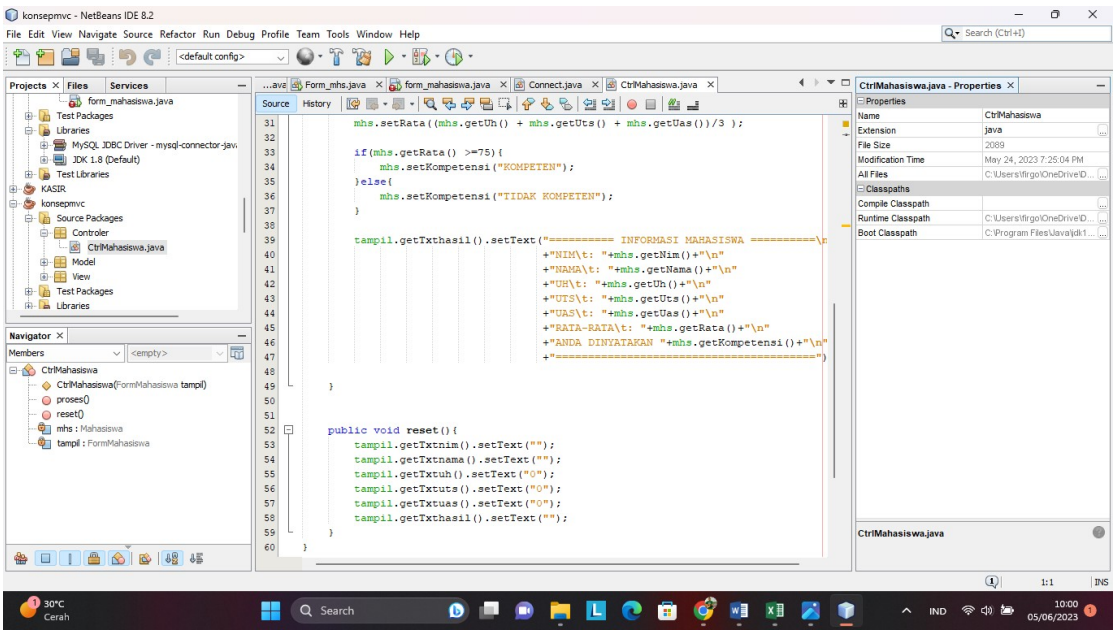 konsepmvc - NetBeans IDE 8.2
File Edit View Navigate Source Refactor Run Debug Profile Team Tools Window Help
Search (Ctrl+I)
<default config>
Projects Files Services
...ava Form_mhs.java form_mahasiswa.java Connect.java CtrlMahasiswa.java
CtrlMahasiswa.java - Properties
form_mahasiswa.java
Test Packages
Libraries
MySQL JDBC Driver - mysql-connector-java
JDK 1.8 (Default)
Test Libraries
KASIR
konsepmvc
Source Packages
Controler
CtrlMahasiswa.java
Model
View
Test Packages
Libraries
Navigator
Members <empty>
CtrlMahasiswa
CtrlMahasiswa(FormMahasiswa tampil)
proses()
reset()
mhs : Mahasiswa
tampil : FormMahasiswa
Source History
31 mhs.setRata((mhs.getUh() + mhs.getUts() + mhs.getUas())/3 );
32
33 if(mhs.getRata() >=75){
34 mhs.setKompetensi("KOMPETEN");
35 }else{
36 mhs.setKompetensi("TIDAK KOMPETEN");
37 }
38
39 tampil.getTxthasil().setText("========== INFORMASI MAHASISWA ==========\n
40 +"NIM\t: "+mhs.getNim()+"\n"
41 +"NAMA\t: "+mhs.getNama()+"\n"
42 +"UH\t: "+mhs.getUh()+"\n"
43 +"UTS\t: "+mhs.getUts()+"\n"
44 +"UAS\t: "+mhs.getUas()+"\n"
45 +"RATA-RATA\t: "+mhs.getRata()+"\n"
46 +"ANDA DINYATAKAN "+mhs.getKompetensi()+"\n"
47 +"========================================")
48
49 }
50
51
52 public void reset(){
53 tampil.getTxtnim().setText("");
54 tampil.getTxtnama().setText("");
55 tampil.getTxtuh().setText("0");
56 tampil.getTxtuts().setText("0");
57 tampil.getTxtuas().setText("0");
58 tampil.getTxthasil().setText("");
59 }
60 }
Properties
Name CtrlMahasiswa
Extension java
File Size 2089
Modification Time May 24, 2023 7:25:04 PM
All Files C:\Users\firgo\OneDrive\D...
Classpaths
Compile Classpath
Runtime Classpath C:\Users\firgo\OneDrive\D...
Boot Classpath C:\Program Files\Java\jdk1...
CtrlMahasiswa.java
1 1:1 INS
1 30°C
Cerah
Search
IND
10:00
05/06/2023
1